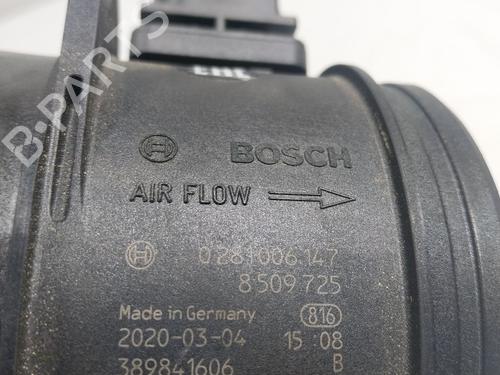 BOSCH
AIR FLOW
0 281 006 147
8 509 725
Made in Germany 816
2020-03-04 15:08
389841606 B
B-PARTS